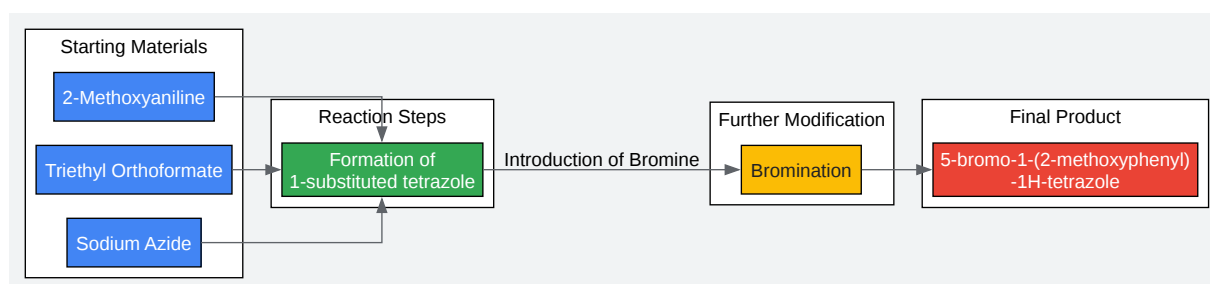 Starting Materials
2-Methoxyaniline
Triethyl Orthoformate
Sodium Azide
Reaction Steps
Formation of
1-substituted tetrazole
Introduction of Bromine
Further Modification
Bromination
Final Product
5-bromo-1-(2-methoxyphenyl)
-1H-tetrazole